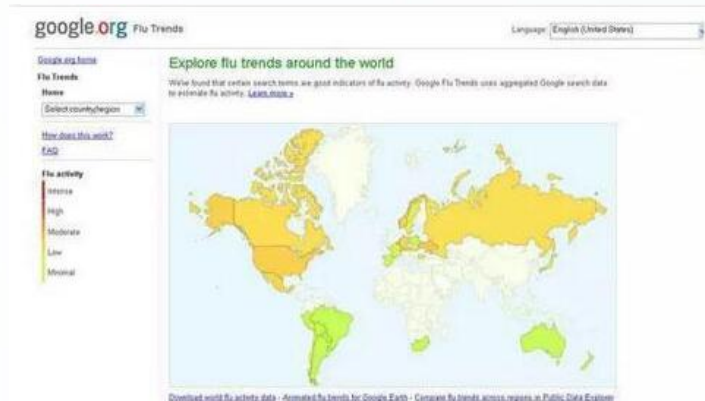 google.org Flu Trends
Language: English (United States)
Google.org home
Flu Trends
Home
Select country/region
How does this work?
FAQ
Flu activity
Intense
High
Moderate
Low
Minimal
Explore flu trends around the world
We've found that certain search terms are good indicators of flu activity. Google Flu Trends uses aggregated Google search data
to estimate flu activity. Learn more »
Download world flu activity data - Animated flu trends for Google Earth - Compare flu trends across regions in Public Data Explorer